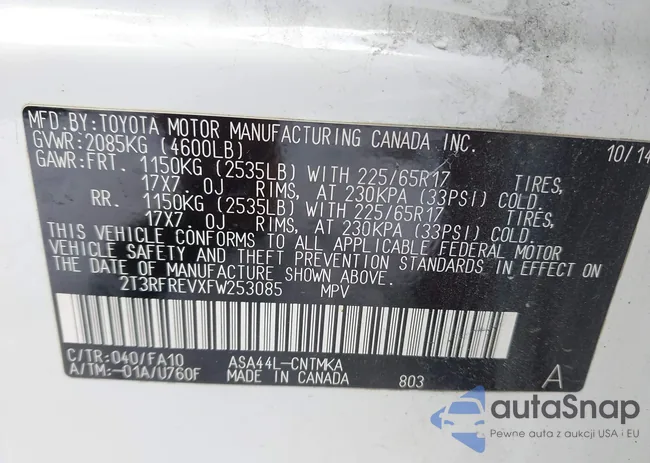 MFD BY: TOYOTA MOTOR MANUFACTURING CANADA INC. 10/14
GVWR: 2085KG (4600LB)
GAWR: FRT. 1150KG (2535LB) WITH 225/65R17 TIRES,
17X7. 0J RIMS, AT 230KPA (33PSI) COLD.
RR. 1150KG (2535LB) WITH 225/65R17 TIRES,
17X7. 0J RIMS, AT 230KPA (33PSI) COLD.
THIS VEHICLE CONFORMS TO ALL APPLICABLE FEDERAL MOTOR
VEHICLE SAFETY AND THEFT PREVENTION STANDARDS IN EFFECT ON
THE DATE OF MANUFACTURE SHOWN ABOVE.
2T3RFREVXFW253085 MPV
C/TR: 040/FA10 ASA44L-CNTMKA
A/TM: -01A/U760F MADE IN CANADA 803 A
autaSnap
Pewne auta z aukcji USA i EU